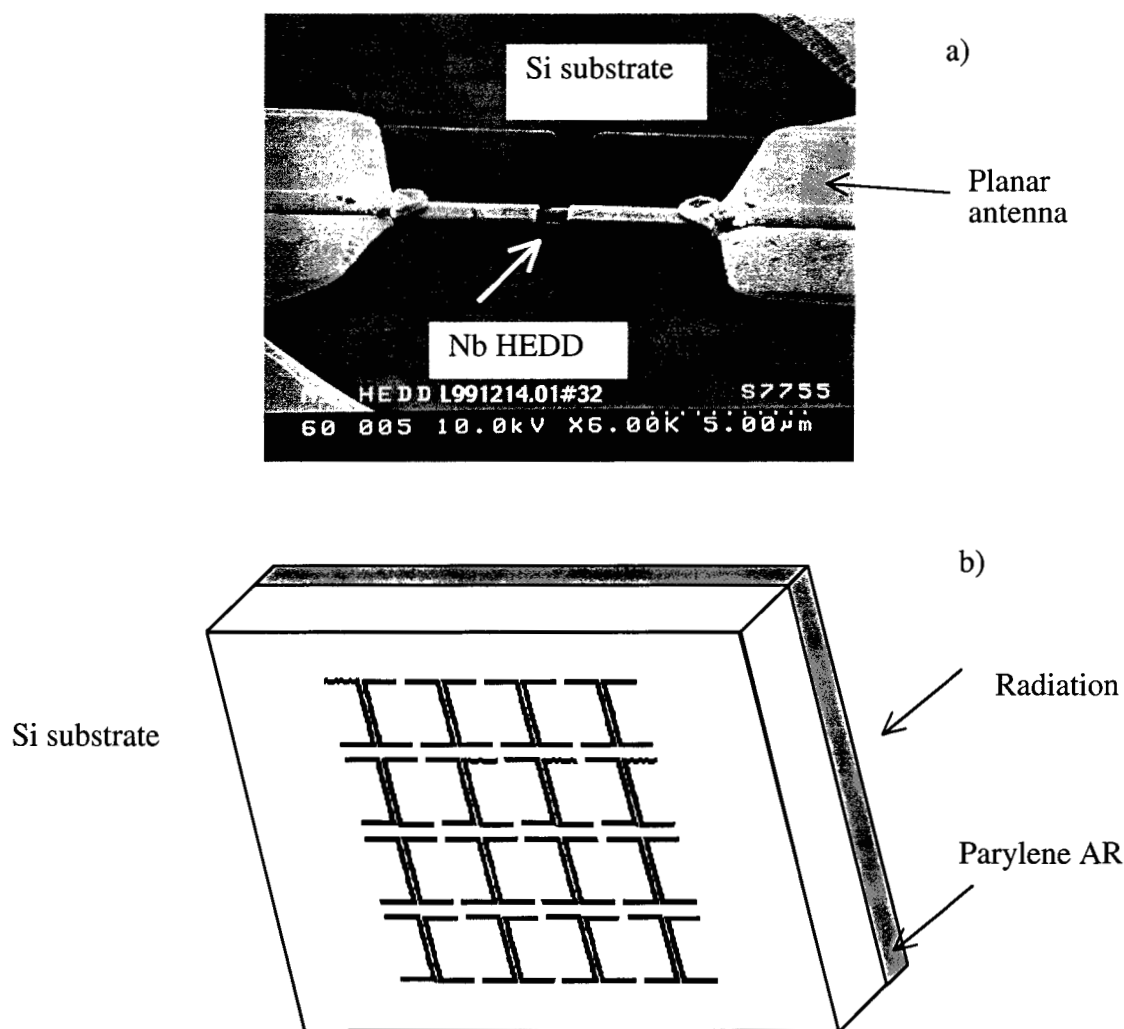 a)
Si substrate
Planar
antenna
Nb HEDD
HEDD L991214.01#32 S7755
60 005 10.0kV X6.00K 5.00µm
b)
Radiation
Si substrate
Parylene AR